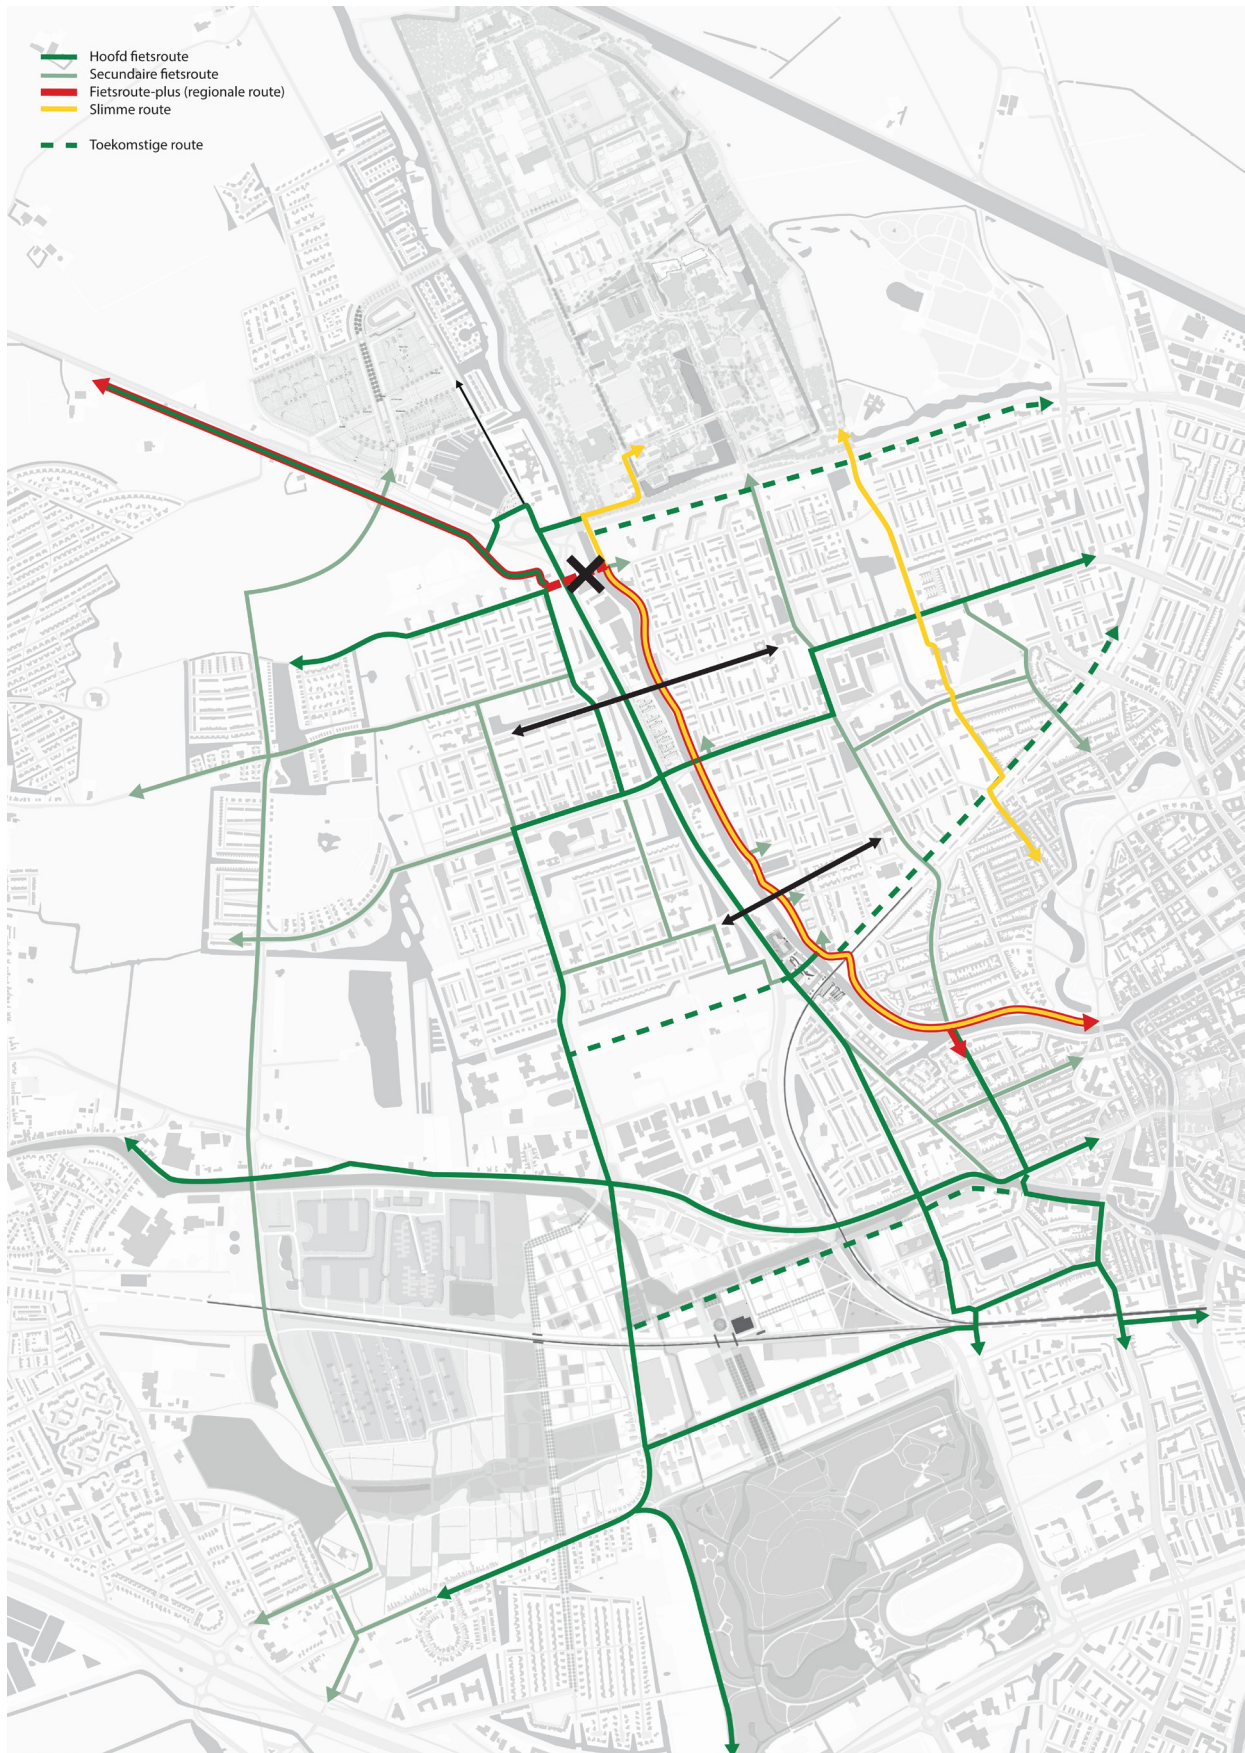 Hoofd fietsroute
Secundaire fietsroute
Fietsroute-plus (regionale route)
Slimme route
Toekomstige route